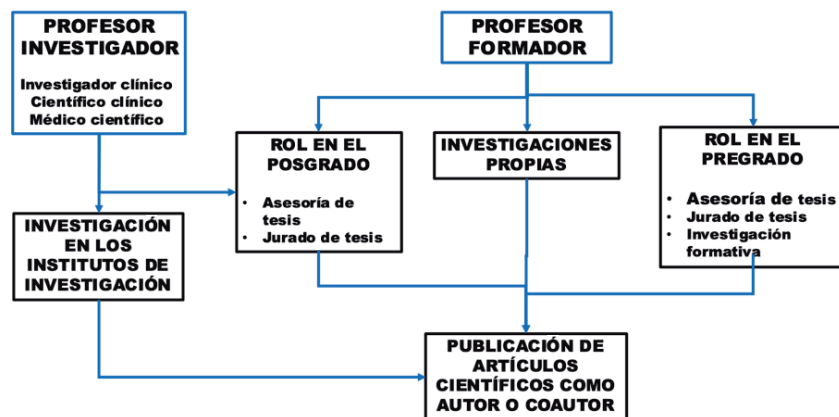 PROFESOR
INVESTIGADOR
Investigador clínico
Científico clínico
Médico científico
PROFESOR
FORMADOR
ROL EN EL
POSGRADO
• Asesoría de
tesis
• Jurado de tesis
INVESTIGACIONES
PROPIAS
ROL EN EL
PREGRADO
• Asesoría de tesis
• Jurado de tesis
• Investigación
formativa
INVESTIGACIÓN
EN LOS
INSTITUTOS DE
INVESTIGACIÓN
PUBLICACIÓN DE
ARTÍCULOS
CIENTÍFICOS COMO
AUTOR O COAUTOR